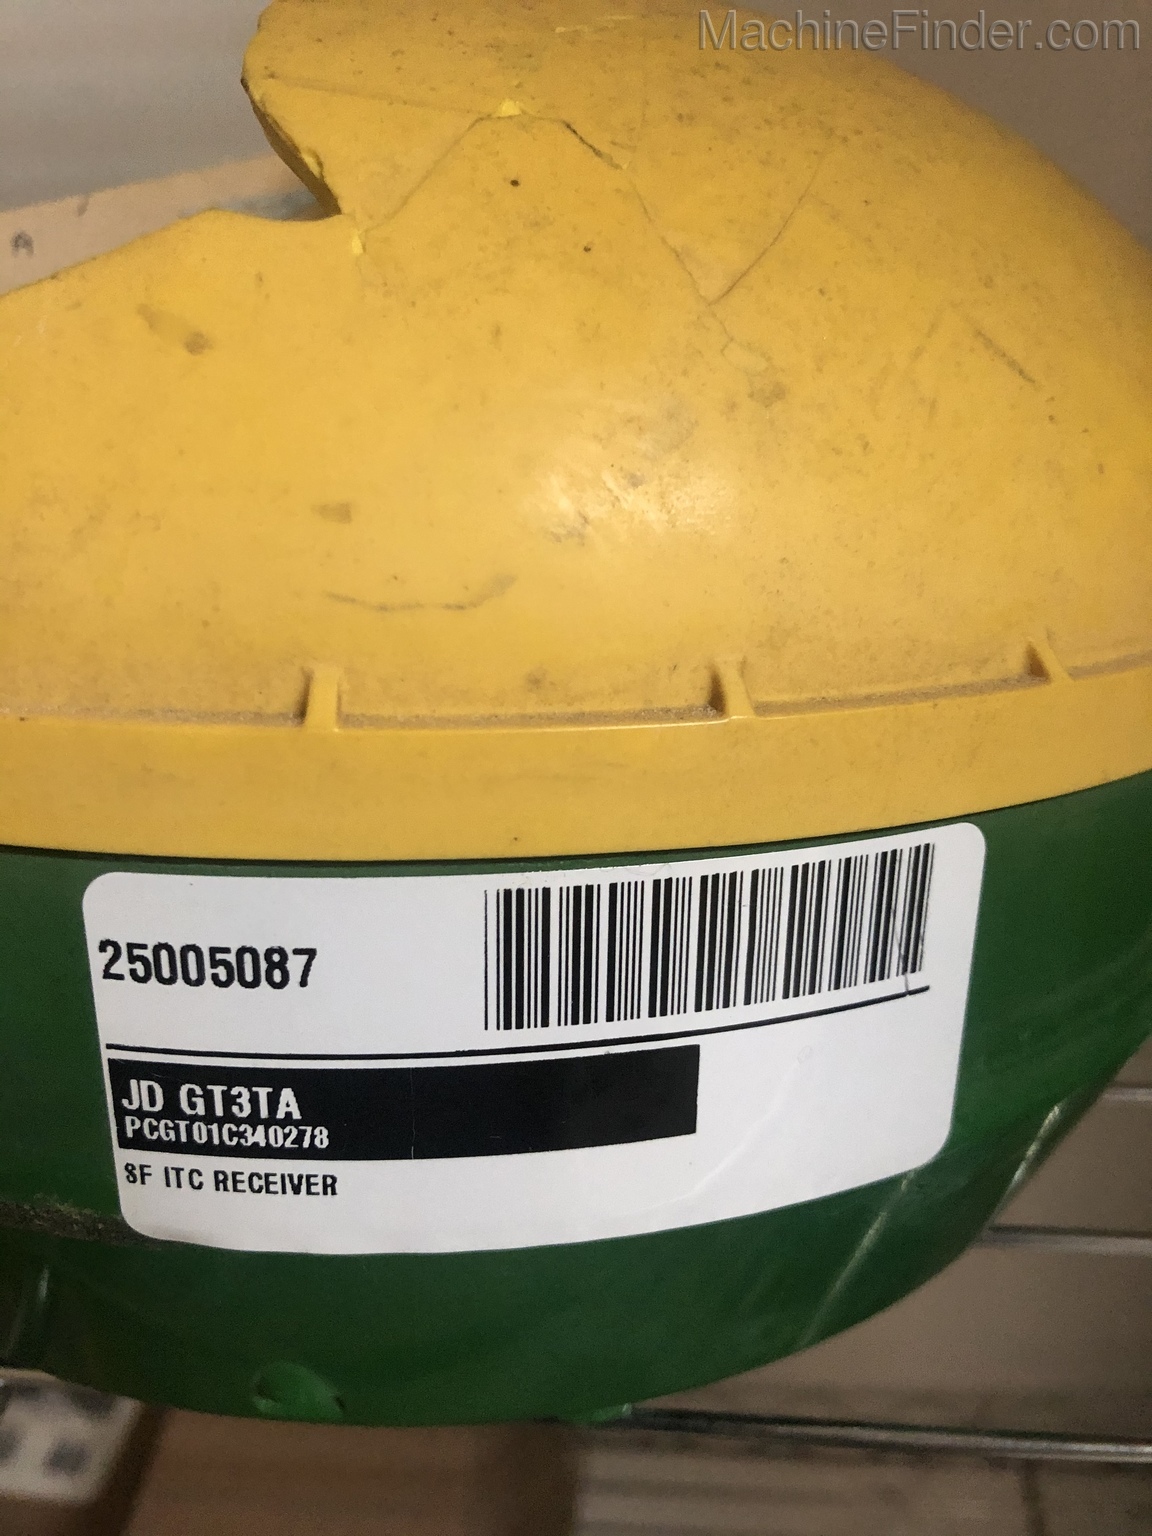 MachineFinder.com
A
25005087
JD GT3TA
PCGT01C340278
SF ITC RECEIVER